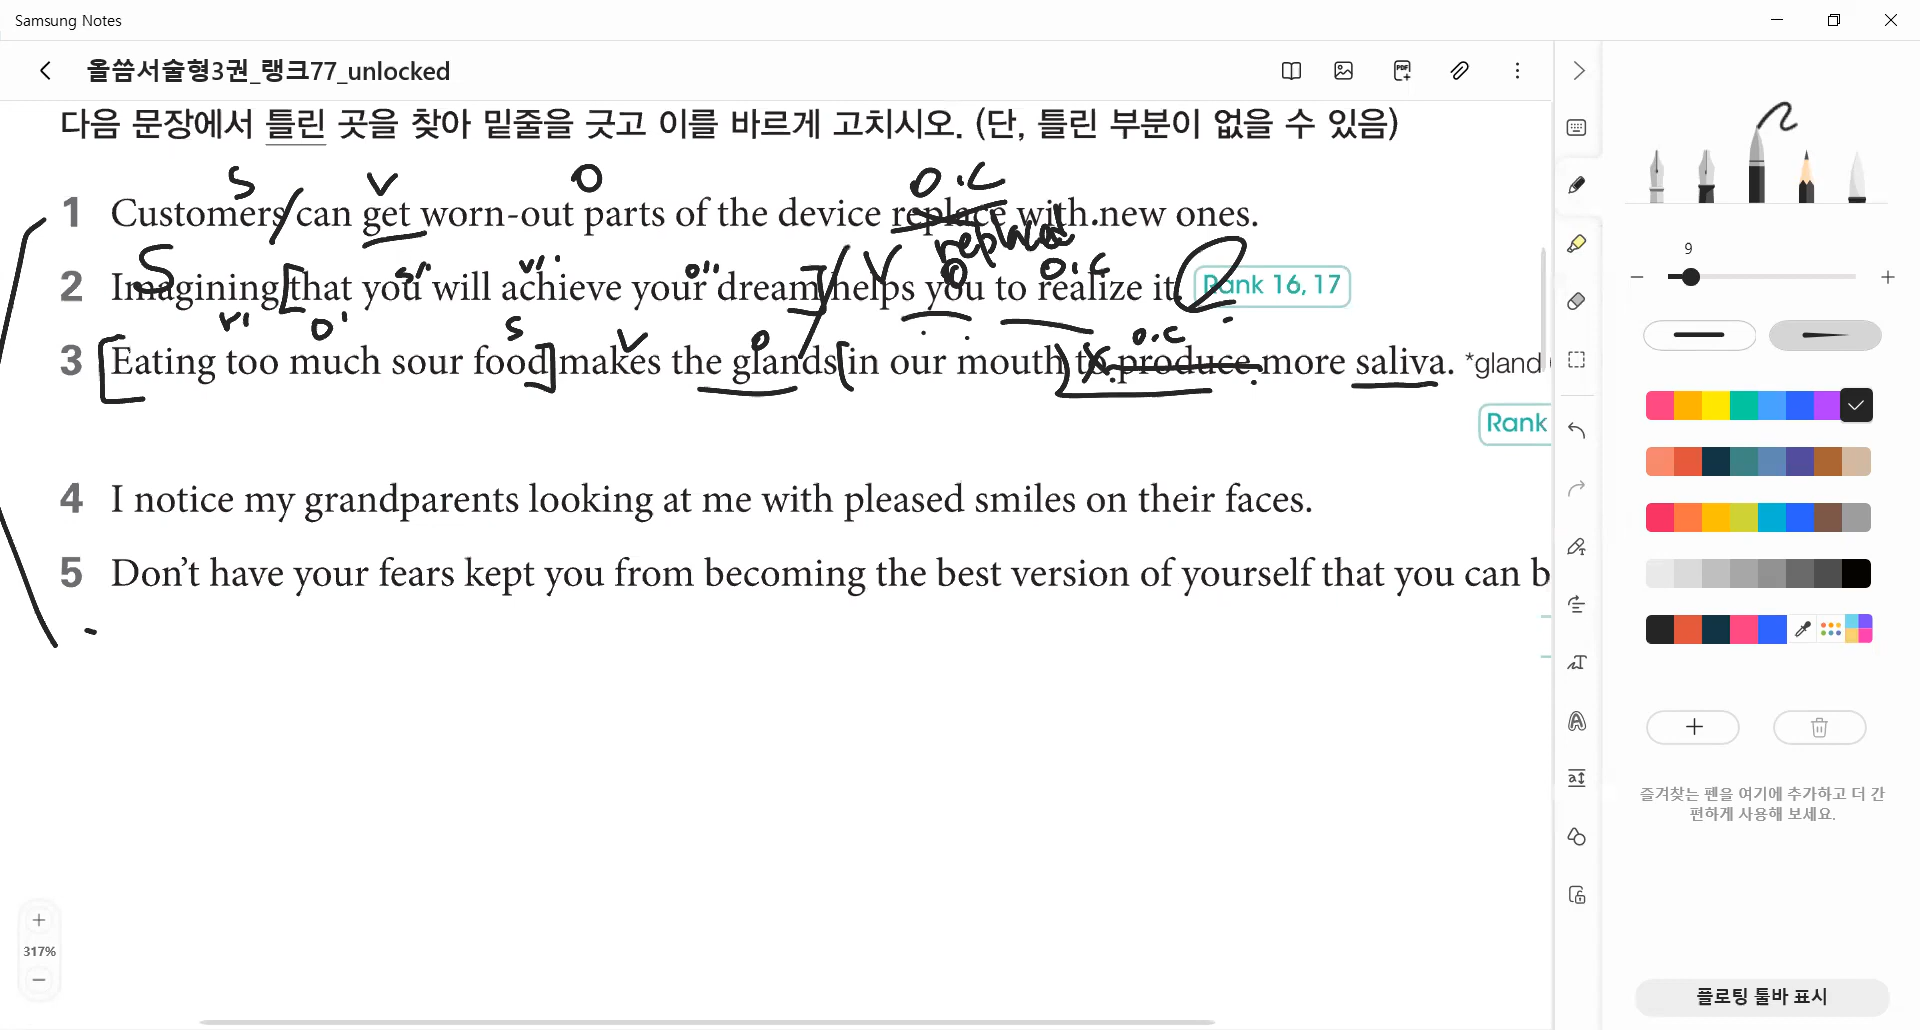 Samsung Notes
올씀서술형3권_랭크77_unlocked
다음 문장에서 틀린 곳을 찾아 밑줄을 긋고 이를 바르게 고치시오. (단, 틀린 부분이 없을 수 있음)
S V O O.C
1 Customers can get worn-out parts of the device replace with new ones.
replaced
S S'' V'' O'' V O O.C
2 Imagining that you will achieve your dream helps you to realize it. Rank 16, 17
V' O' S V O O.C
3 Eating too much sour food makes the glands in our mouth to produce more saliva. *gland
Rank
4 I notice my grandparents looking at me with pleased smiles on their faces.
5 Don't have your fears kept you from becoming the best version of yourself that you can b
9
즐겨찾는 펜을 여기에 추가하고 더 간
편하게 사용해 보세요.
317%
플로팅 툴바 표시